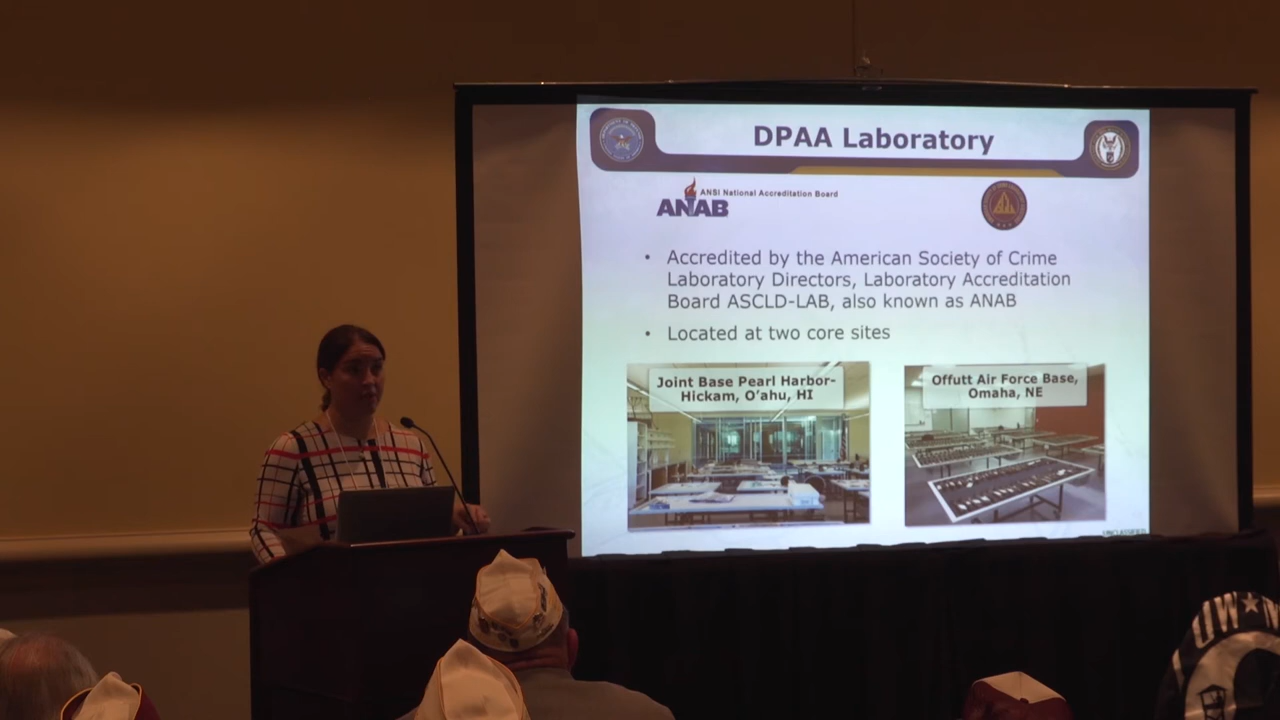 DPAA Laboratory
ANSI National Accreditation Board
ANAB
• Accredited by the American Society of Crime
Laboratory Directors, Laboratory Accreditation
Board ASCLD-LAB, also known as ANAB
• Located at two core sites
Joint Base Pearl Harbor-
Hickam, O'ahu, HI
Offutt Air Force Base,
Omaha, NE
UNCLASSIFIED